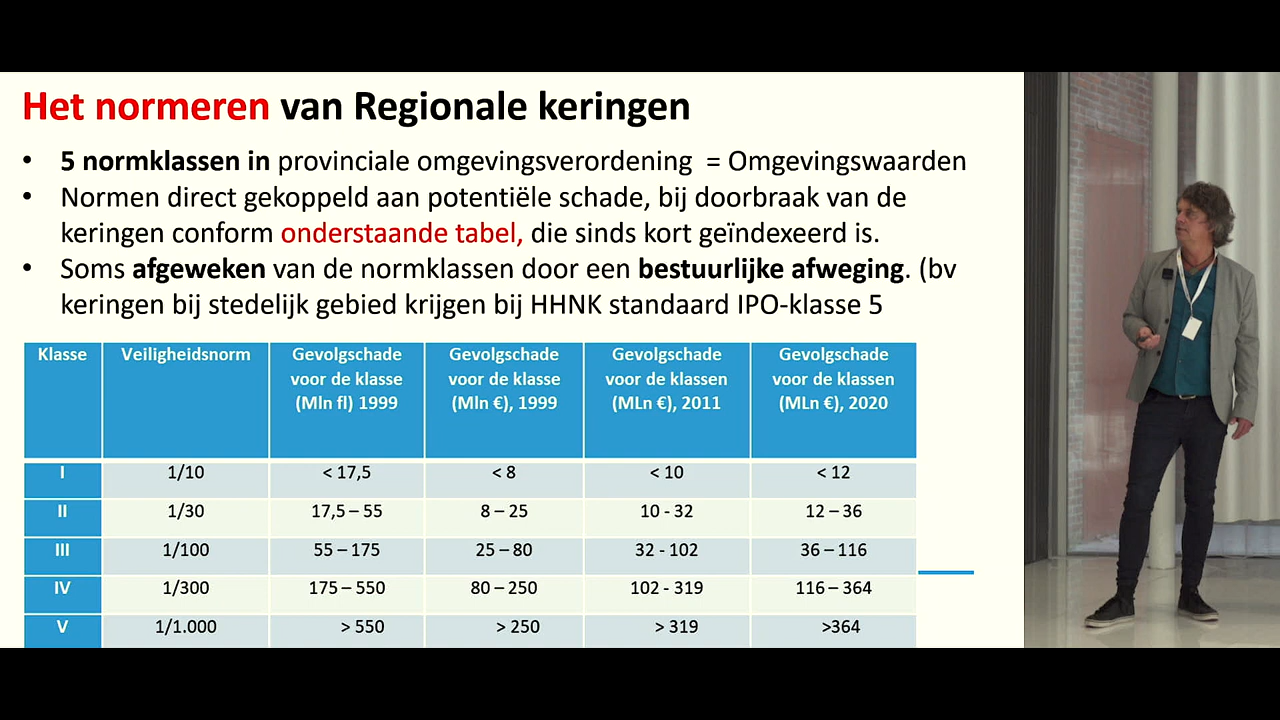 Het normeren van Regionale keringen
• 5 normklassen in provinciale omgevingsverordening = Omgevingswaarden
• Normen direct gekoppeld aan potentiële schade, bij doorbraak van de
keringen conform onderstaande tabel, die sinds kort geïndexeerd is.
• Soms afgeweken van de normklassen door een bestuurlijke afweging. (bv
keringen bij stedelijk gebied krijgen bij HHNK standaard IPO-klasse 5
Klasse Veiligheidsnorm Gevolgschade voor de klasse (Mln fl) 1999 Gevolgschade voor de klasse (Mln €), 1999 Gevolgschade voor de klassen (MLn €), 2011 Gevolgschade voor de klassen (MLn €), 2020
I 1/10 < 17,5 < 8 < 10 < 12
II 1/30 17,5 – 55 8 – 25 10 - 32 12 – 36
III 1/100 55 – 175 25 – 80 32 - 102 36 – 116
IV 1/300 175 – 550 80 – 250 102 - 319 116 – 364
V 1/1.000 > 550 > 250 > 319 >364